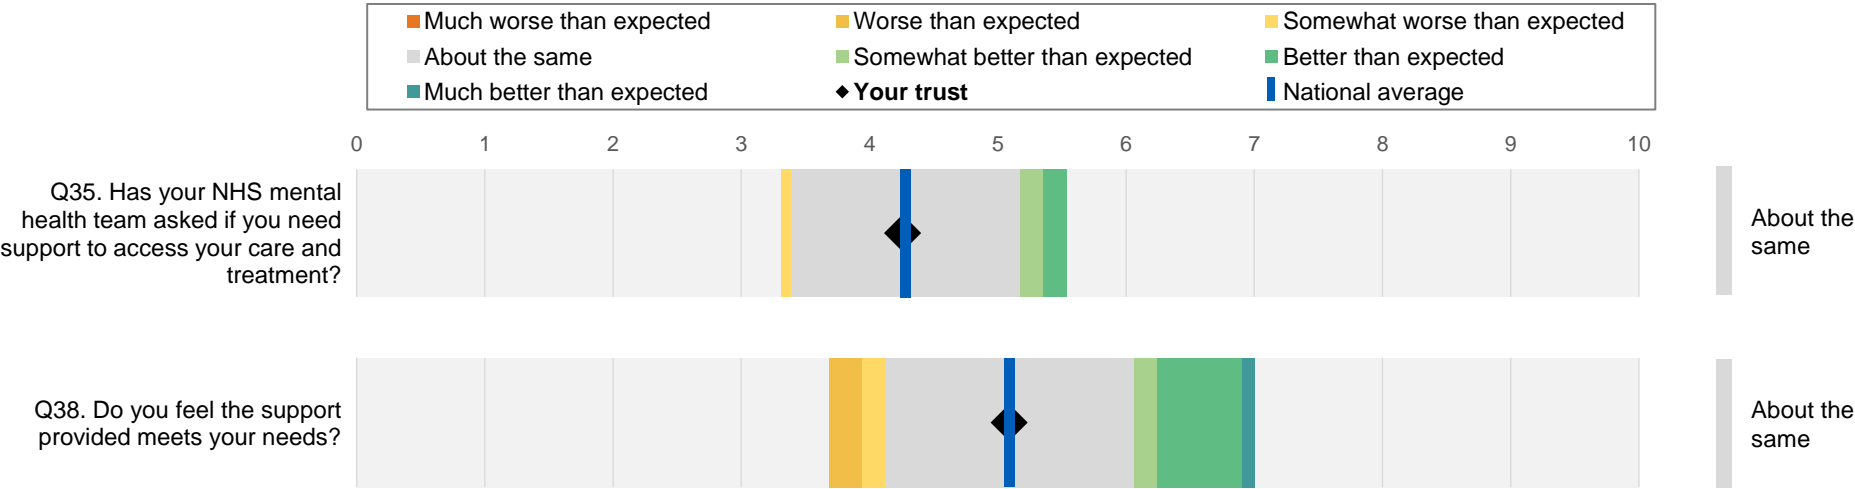 Much worse than expected
Worse than expected
Somewhat worse than expected
About the same
Somewhat better than expected
Better than expected
Much better than expected
Your trust
National average
0 1 2 3 4 5 6 7 8 9 10
Q35. Has your NHS mental
health team asked if you need
support to access your care and
treatment?
About the
same
Q38. Do you feel the support
provided meets your needs?
About the
same